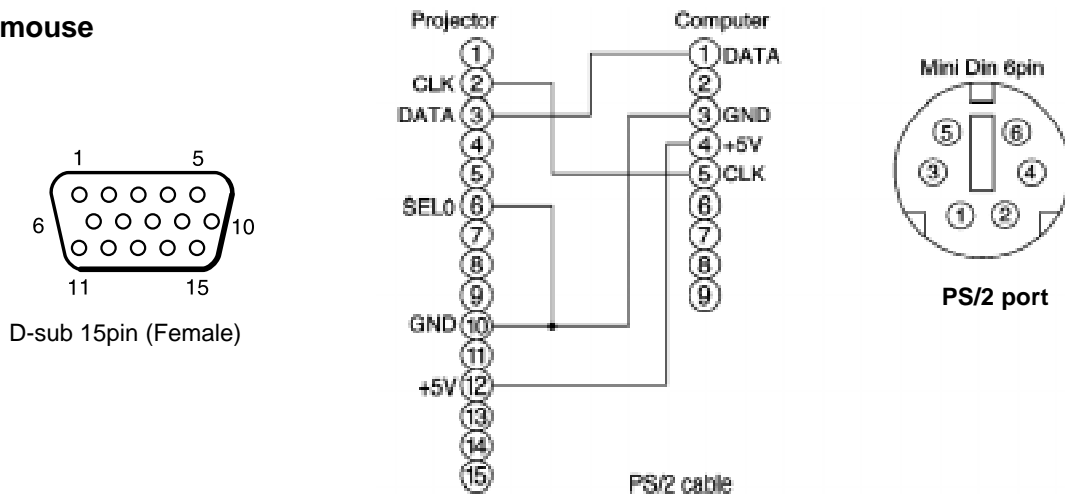 mouse
1 5
6 10
11 15
D-sub 15pin (Female)
Projector
1
CLK 2
DATA 3
4
5
SEL0 6
7
8
9
GND 10
11
+5V 12
13
14
15
Computer
1 DATA
2
3 GND
4 +5V
5 CLK
6
7
8
9
PS/2 cable
Mini Din 6pin
5 6
3 4
1 2
PS/2 port